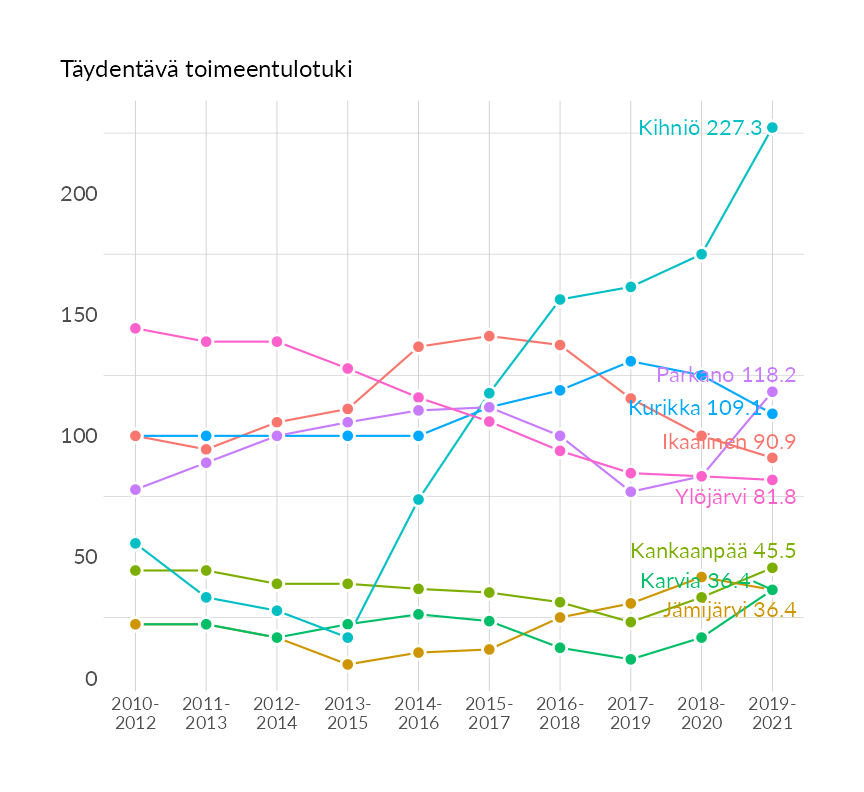 Täydentävä toimeentulotuki
Kihniö 227.3
200
150
Parkano 118.2
Kurikka 109.1
100
Ikaalinen 90.9
Ylöjärvi 81.8
50
Kankaanpää 45.5
Karvia 36.4
Jämijärvi 36.4
0
2010- 2011- 2012- 2013- 2014- 2015- 2016- 2017- 2018- 2019-
2012 2013 2014 2015 2016 2017 2018 2019 2020 2021